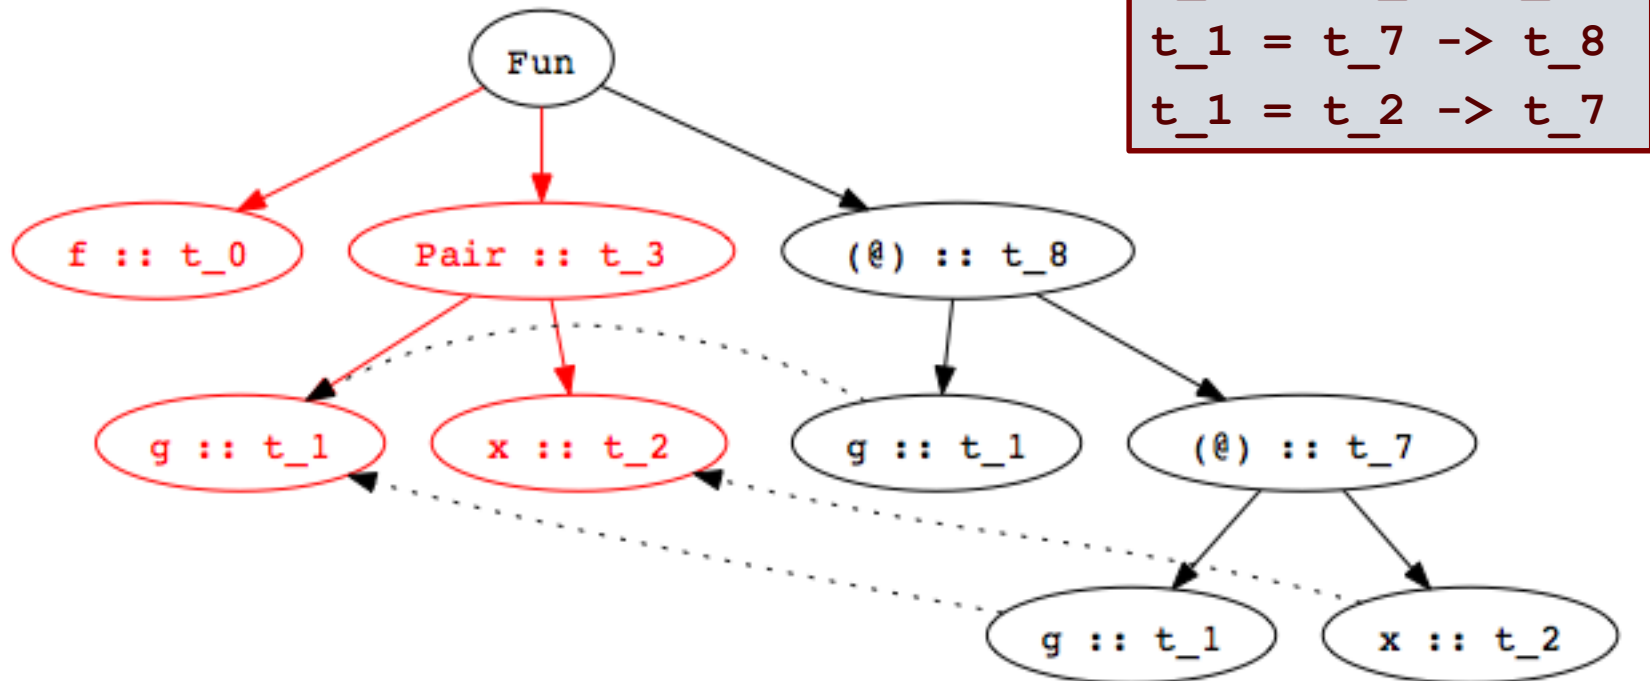 t_1 = t_7 -> t_8
t_1 = t_2 -> t_7
Fun
f :: t_0
Pair :: t_3
(@) :: t_8
g :: t_1
x :: t_2
g :: t_1
(@) :: t_7
g :: t_1
x :: t_2